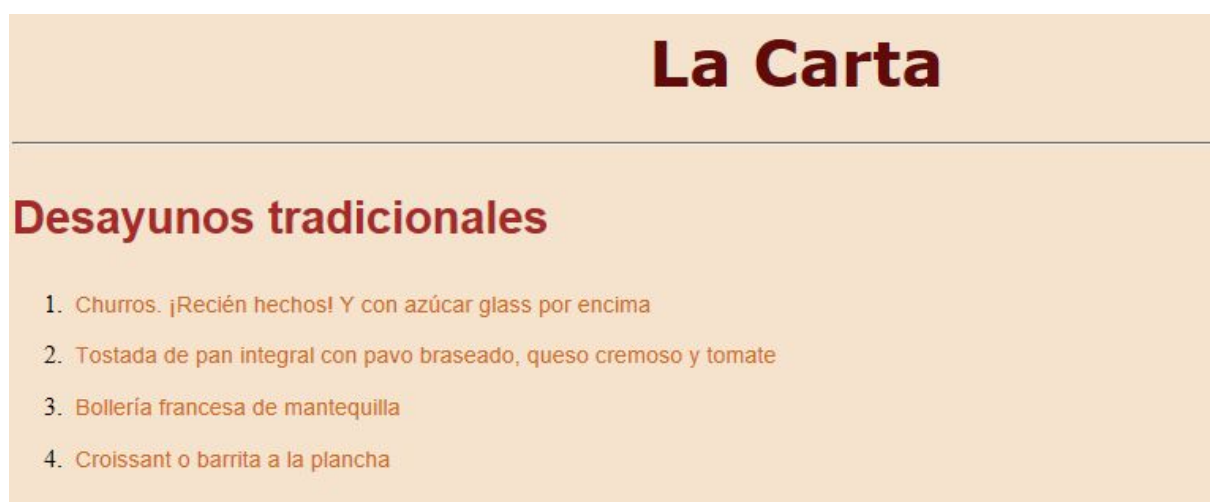 La Carta
Desayunos tradicionales
1. Churros. ¡Recién hechos! Y con azúcar glass por encima
2. Tostada de pan integral con pavo braseado, queso cremoso y tomate
3. Bollería francesa de mantequilla
4. Croissant o barrita a la plancha